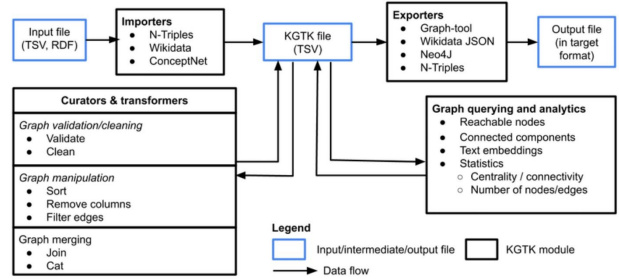 Input file
(TSV, RDF)
Importers
● N-Triples
● Wikidata
● ConceptNet
KGTK file
(TSV)
Exporters
● Graph-tool
● Wikidata JSON
● Neo4J
● N-Triples
Output file
(in target
format)
Curators & transformers
Graph validation/cleaning
● Validate
● Clean
Graph manipulation
● Sort
● Remove columns
● Filter edges
Graph merging
● Join
● Cat
Graph querying and analytics
● Reachable nodes
● Connected components
● Text embeddings
● Statistics
○ Centrality / connectivity
○ Number of nodes/edges
Legend
Input/intermediate/output file
KGTK module
Data flow